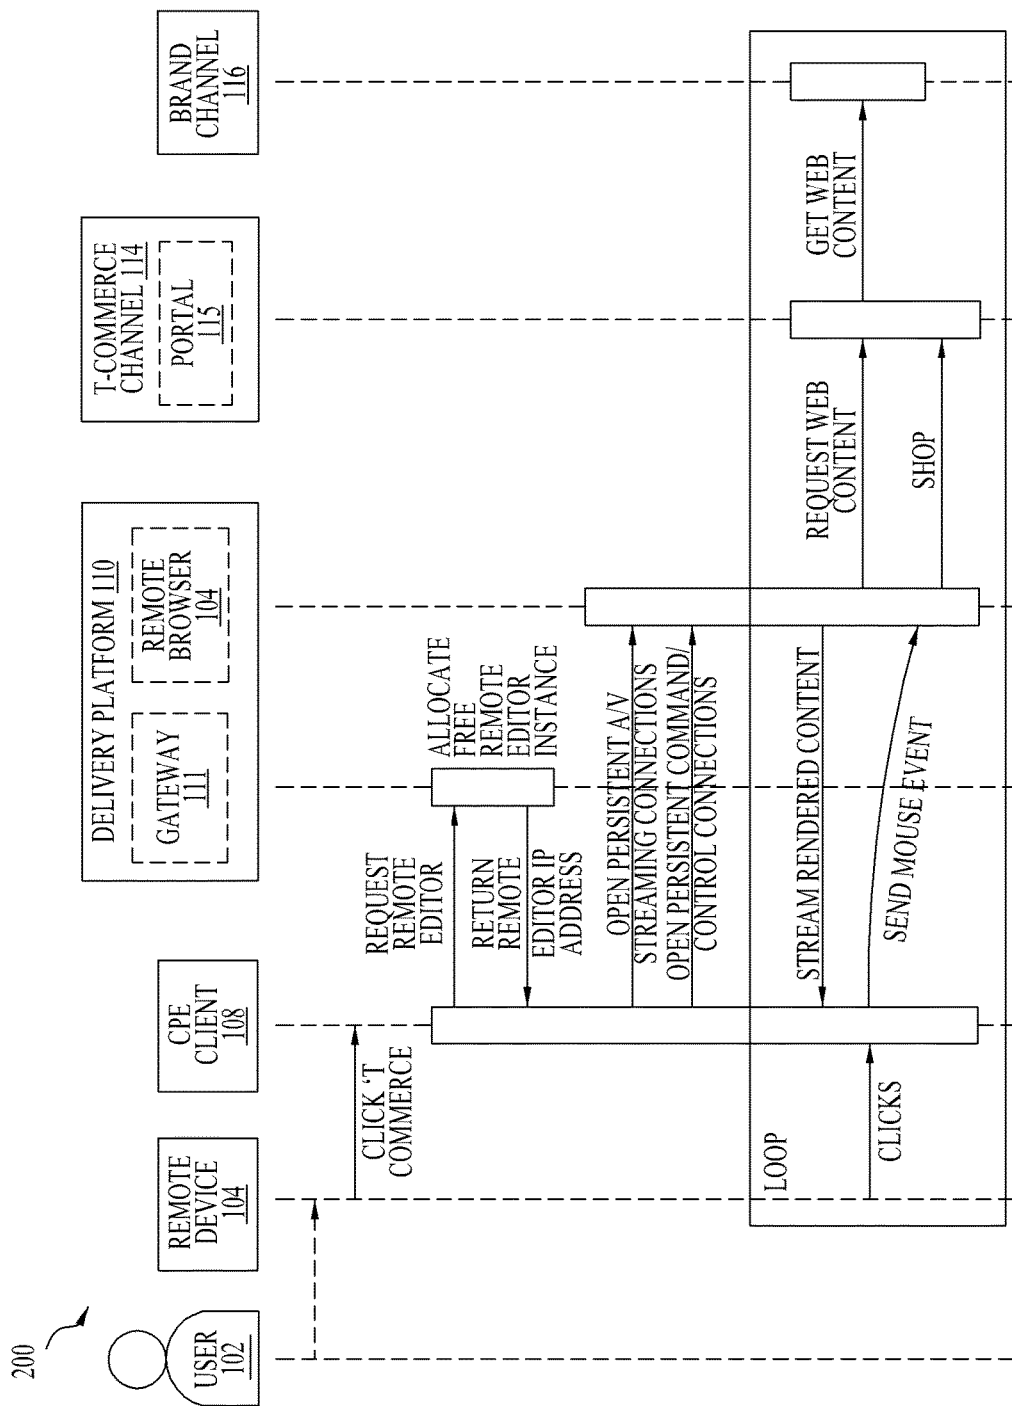 200
USER
102
REMOTE
DEVICE
104
CPE
CLIENT
108
DELIVERY PLATFORM 110
GATEWAY
111
REMOTE
BROWSER
104
T-COMMERCE
CHANNEL 114
PORTAL
115
BRAND
CHANNEL
116
CLICK ‘T
COMMERCE
REQUEST
REMOTE
EDITOR
ALLOCATE
FREE
REMOTE
EDITOR
INSTANCE
RETURN
REMOTE
EDITOR IP
ADDRESS
OPEN PERSISTENT A/V
STREAMING CONNECTIONS
OPEN PERSISTENT COMMAND/
CONTROL CONNECTIONS
LOOP
STREAM RENDERED CONTENT
REQUEST WEB
CONTENT
GET WEB
CONTENT
CLICKS
SEND MOUSE EVENT
SHOP